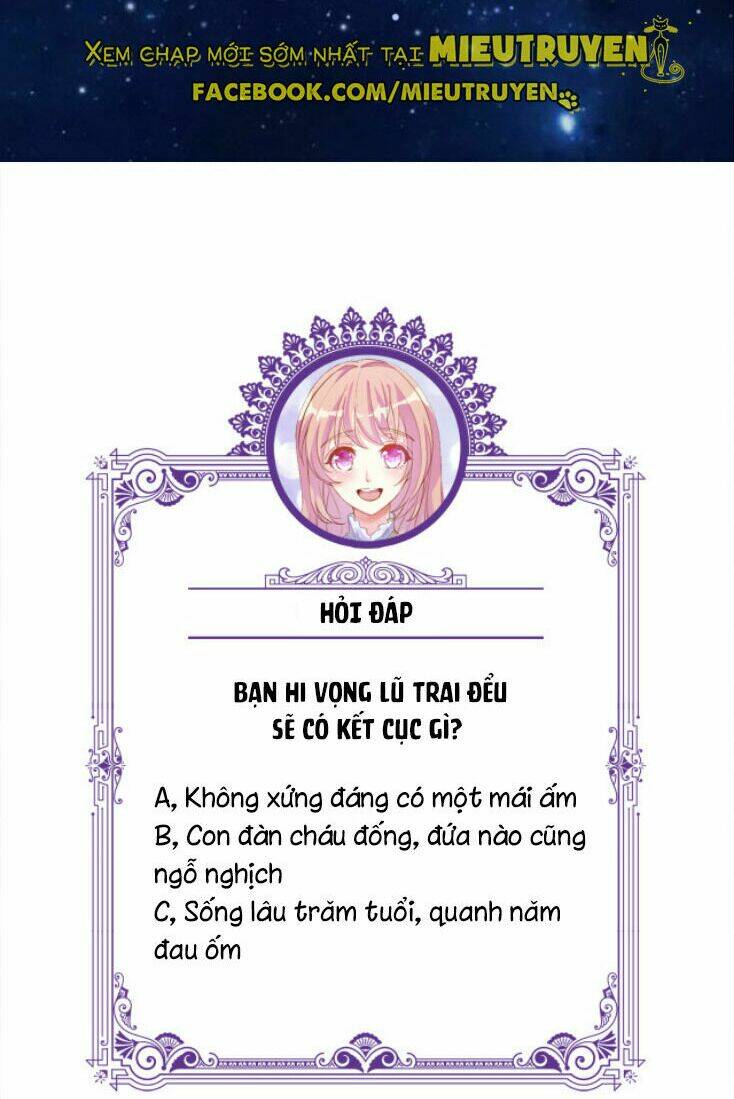 XEM CHAP MỚI SỚM NHẤT TẠI MIEUTRUYEN
FACEBOOK.COM/MIEUTRUYEN
HỎI ĐÁP
BẠN HI VỌNG LŨ TRAI ĐỂU
SẼ CÓ KẾT CỤC GÌ?
A, Không xứng đáng có một mái ấm
B, Con đàn cháu đống, đứa nào cũng
ngỗ nghịch
C, Sống lâu trăm tuổi, quanh năm
đau ốm